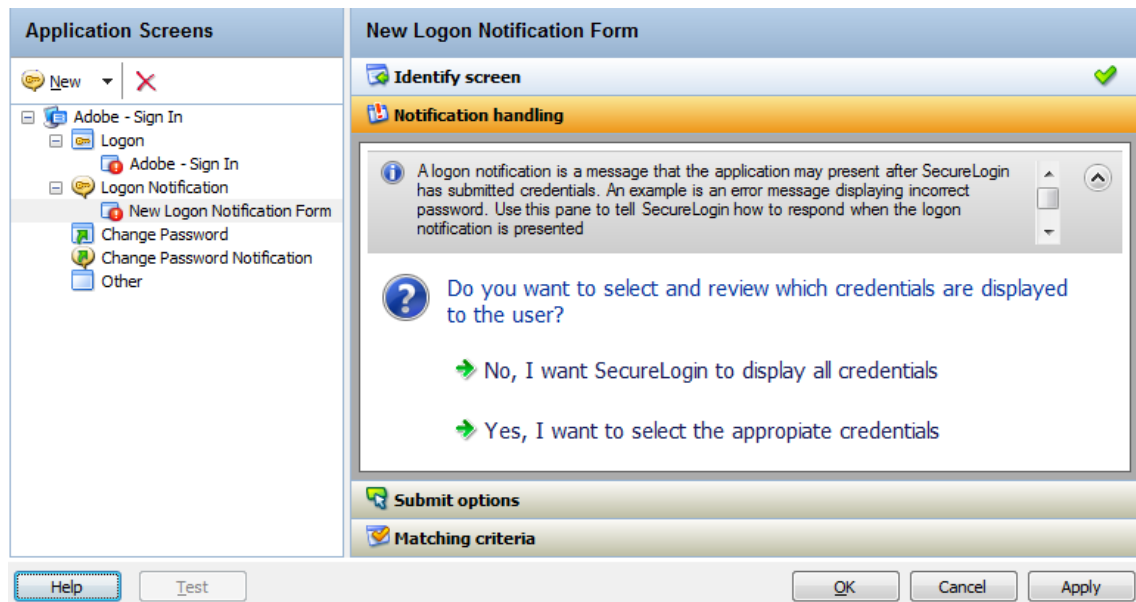 Application Screens
New
Adobe - Sign In
Logon
Adobe - Sign In
Logon Notification
New Logon Notification Form
Change Password
Change Password Notification
Other
New Logon Notification Form
Identify screen
Notification handling
A logon notification is a message that the application may present after SecureLogin
has submitted credentials. An example is an error message displaying incorrect
password. Use this pane to tell SecureLogin how to respond when the logon
notification is presented
Do you want to select and review which credentials are displayed
to the user?
No, I want SecureLogin to display all credentials
Yes, I want to select the appropiate credentials
Submit options
Matching criteria
Help
Test
OK
Cancel
Apply